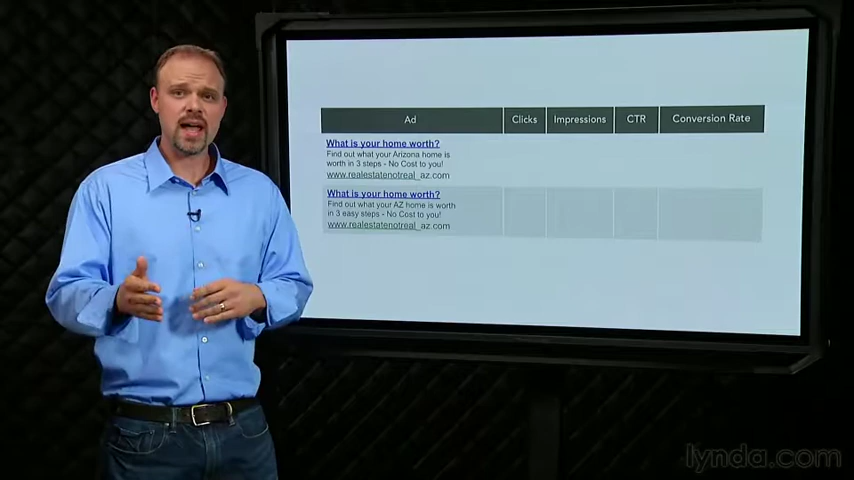 Ad Clicks Impressions CTR Conversion Rate
What is your home worth?
Find out what your Arizona home is
worth in 3 steps - No Cost to you!
www.realestatenotreal_az.com
What is your home worth?
Find out what your AZ home is worth
in 3 easy steps - No Cost to you!
www.realestatenotreal_az.com
lynda.com